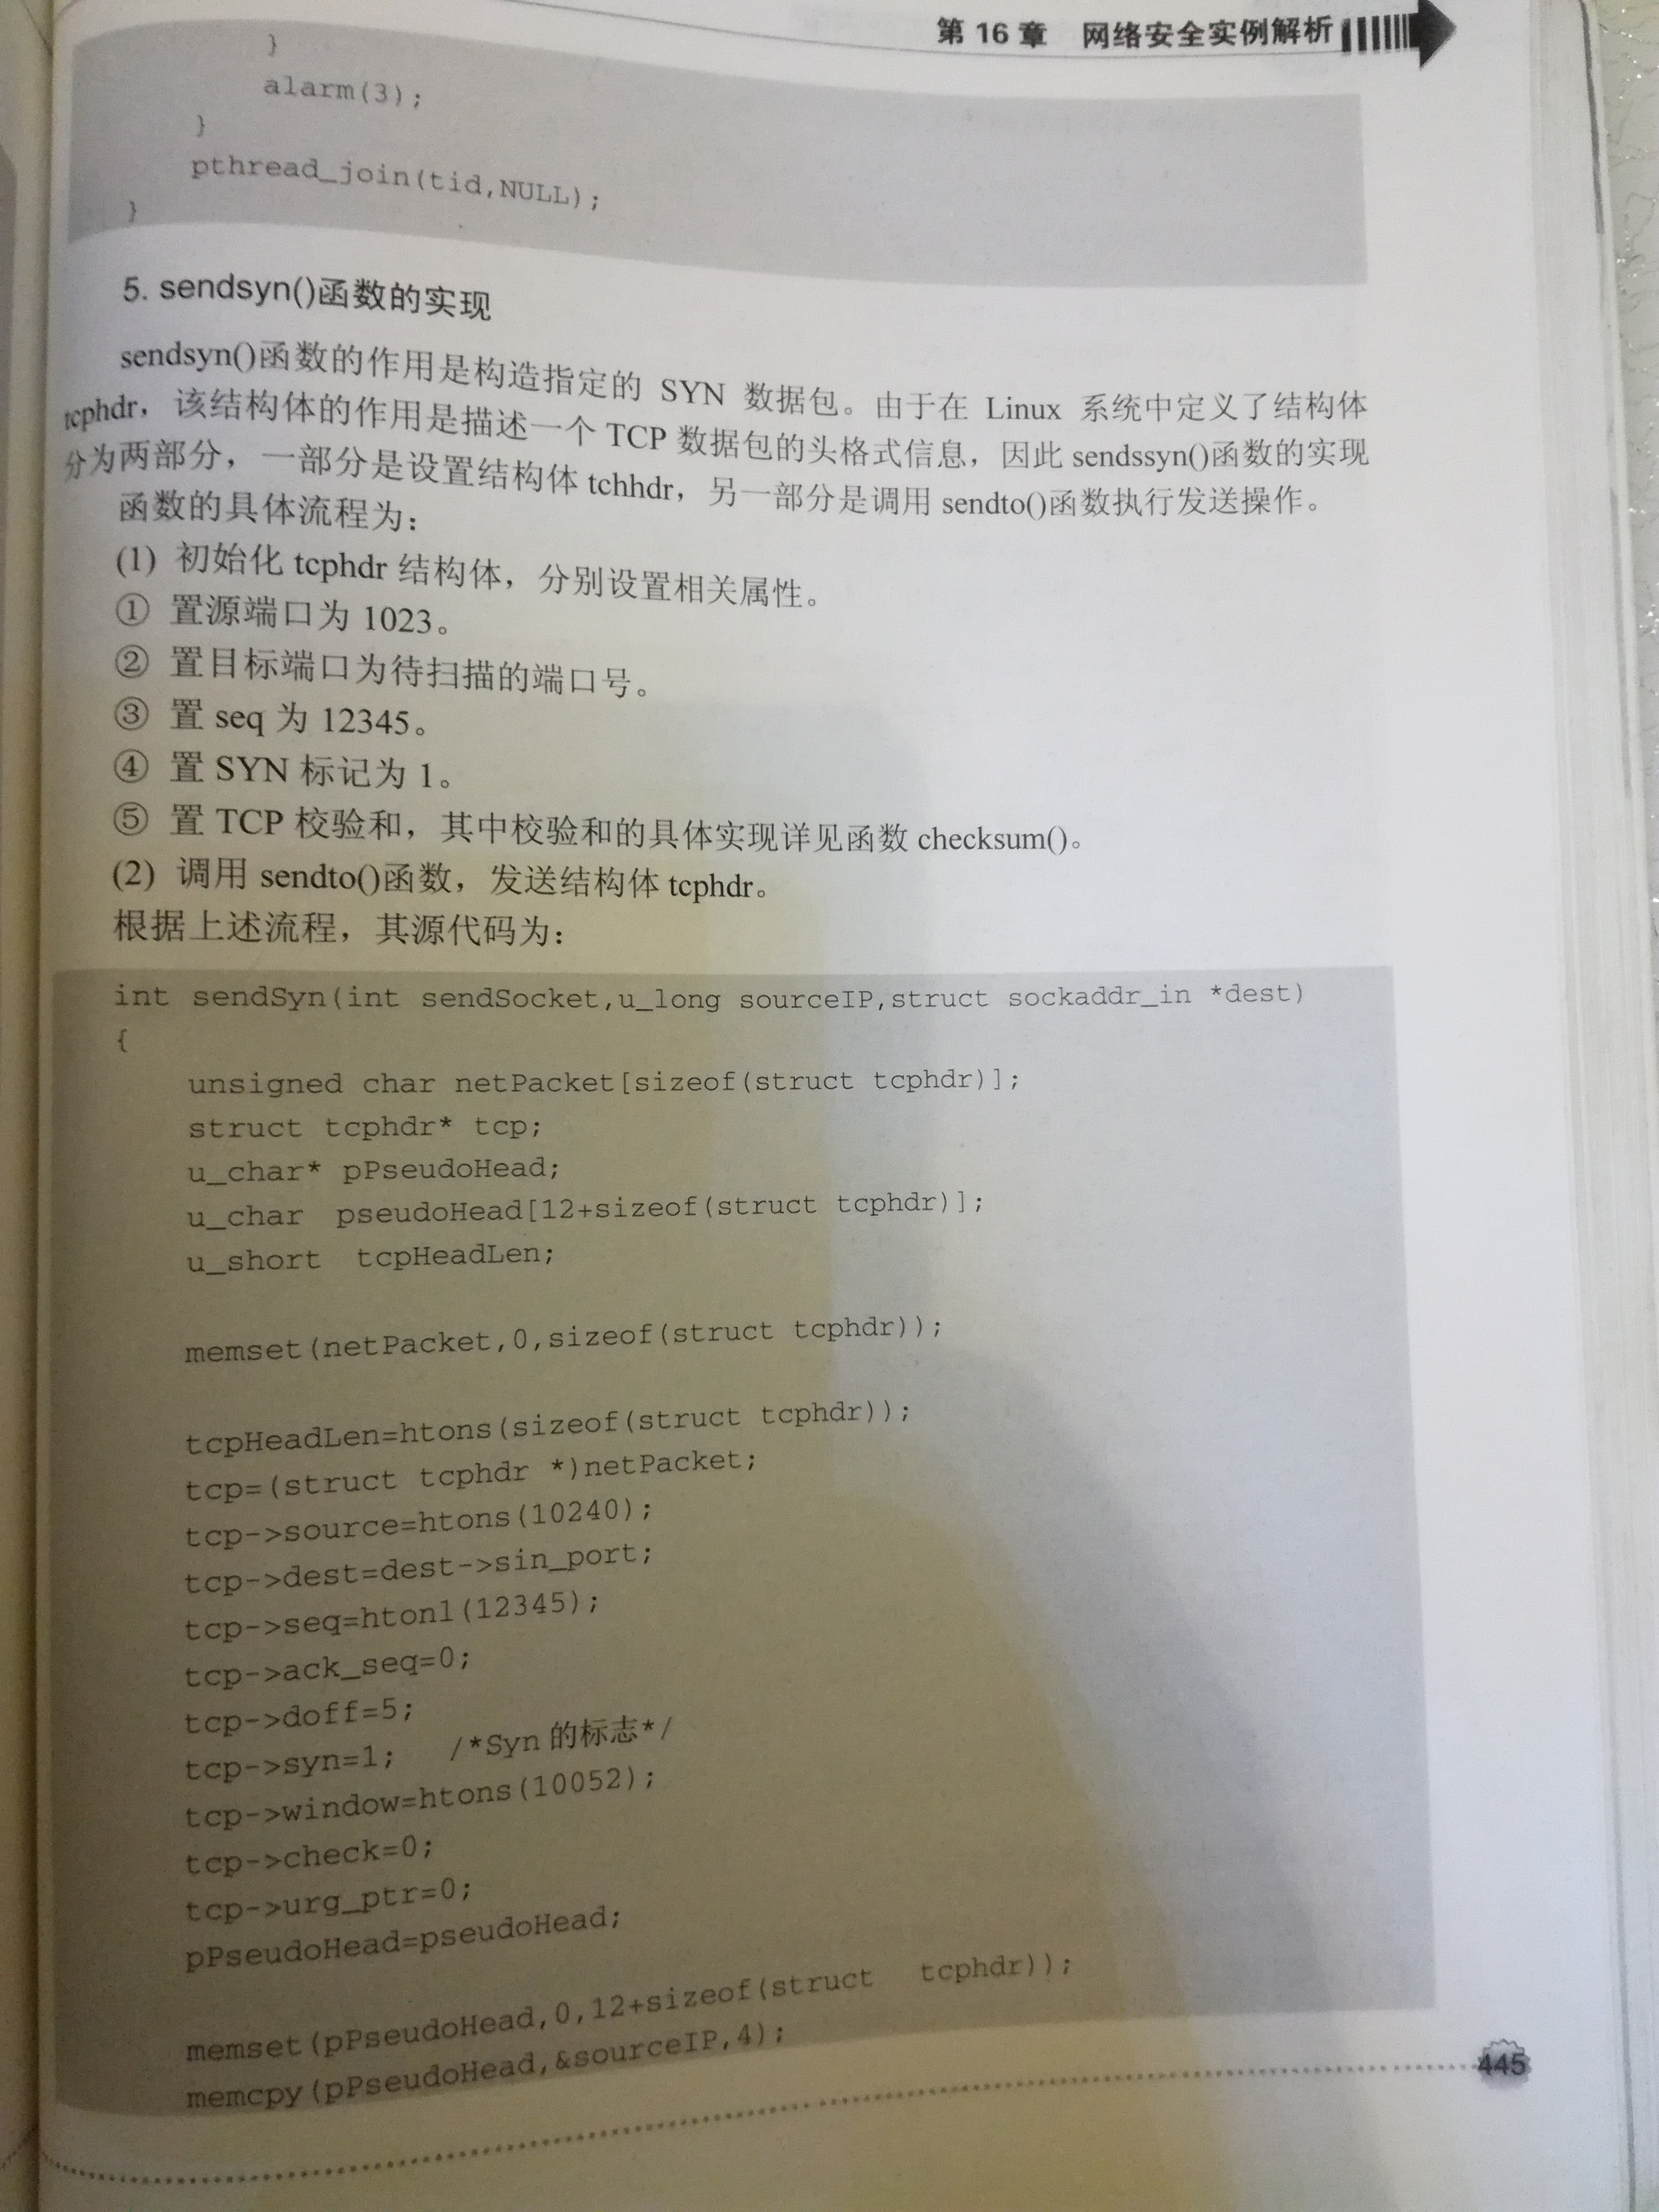 第 16 章 网络安全实例解析
}
alarm(3);
}
pthread_join(tid,NULL);
}
5. sendsyn()函数的实现
sendsyn()函数的作用是构造指定的 SYN 数据包。由于在 Linux 系统中定义了结构体
tcphdr，该结构体的作用是描述一个 TCP 数据包的头格式信息，因此 sendssyn()函数的实现
分为两部分，一部分是设置结构体 tchhdr，另一部分是调用 sendto()函数执行发送操作。
函数的具体流程为：
(1) 初始化 tcphdr 结构体，分别设置相关属性。
① 置源端口为 1023。
② 置目标端口为待扫描的端口号。
③ 置 seq 为 12345。
④ 置 SYN 标记为 1。
⑤ 置 TCP 校验和，其中校验和的具体实现详见函数 checksum()。
(2) 调用 sendto()函数，发送结构体 tcphdr。
根据上述流程，其源代码为：
int sendSyn(int sendSocket,u_long sourceIP,struct sockaddr_in *dest)
{
unsigned char netPacket[sizeof(struct tcphdr)];
struct tcphdr* tcp;
u_char* pPseudoHead;
u_char pseudoHead[12+sizeof(struct tcphdr)];
u_short tcpHeadLen;
memset(netPacket,0,sizeof(struct tcphdr));
tcpHeadLen=htons(sizeof(struct tcphdr));
tcp=(struct tcphdr *)netPacket;
tcp->source=htons(10240);
tcp->dest=dest->sin_port;
tcp->seq=htonl(12345);
tcp->ack_seq=0;
tcp->doff=5;
tcp->syn=1; /*Syn 的标志*/
tcp->window=htons(10052);
tcp->check=0;
tcp->urg_ptr=0;
pPseudoHead=pseudoHead;
memset(pPseudoHead,0,12+sizeof(struct tcphdr));
memcpy(pPseudoHead,&sourceIP,4);
445